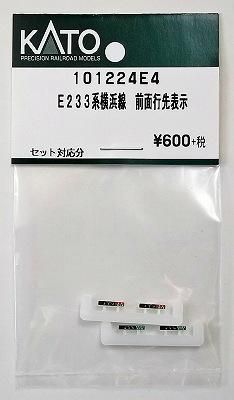 KATO
PRECISION RAILROAD MODELS
101224E4
E233系横浜線 前面行先表示
¥600+税
セット対応分